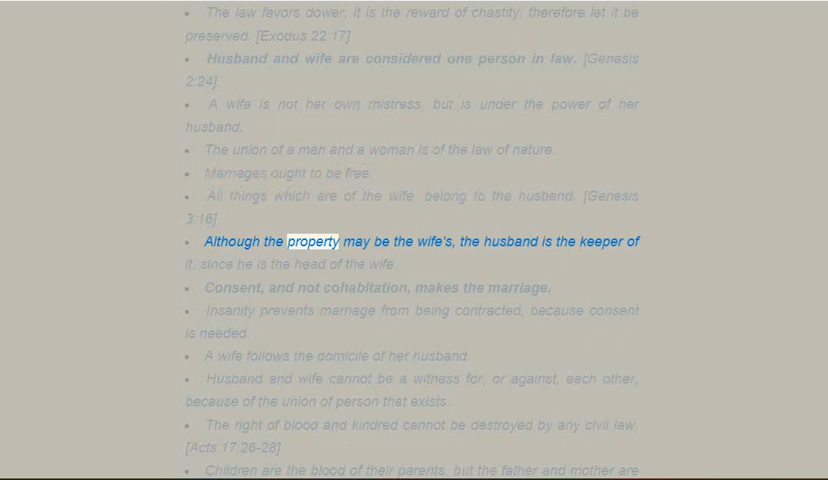 • The law favors dower; it is the reward of chastity; therefore let it be
preserved. [Exodus 22:17]
• Husband and wife are considered one person in law. [Genesis
2:24]
• A wife is not her own mistress, but is under the power of her
husband.
• The union of a man and a woman is of the law of nature.
• Marriages ought to be free.
• All things which are of the wife, belong to the husband. [Genesis
3:16]
• Although the property may be the wife's, the husband is the keeper of
it, since he is the head of the wife.
• Consent, and not cohabitation, makes the marriage.
• Insanity prevents marriage from being contracted, because consent
is needed.
• A wife follows the domicile of her husband.
• Husband and wife cannot be a witness for, or against, each other,
because of the union of person that exists.
• The right of blood and kindred cannot be destroyed by any civil law.
[Acts 17:26-28]
• Children are the blood of their parents, but the father and mother are